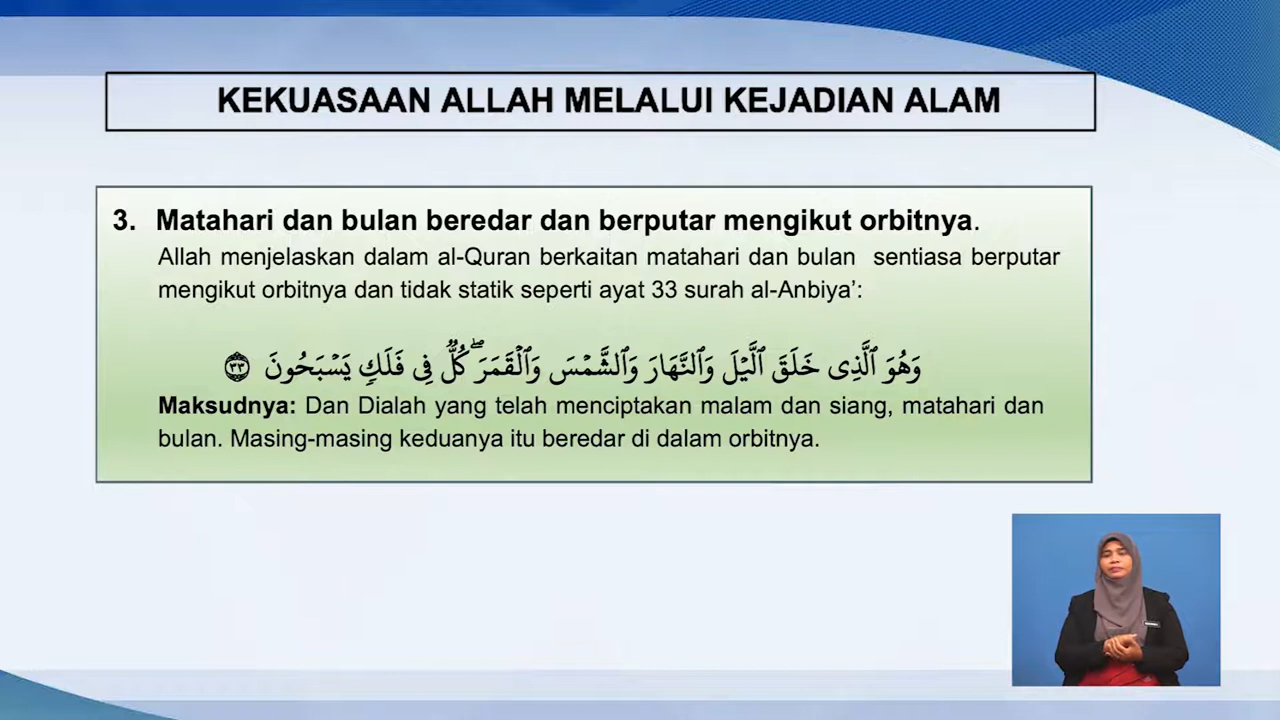 KEKUASAAN ALLAH MELALUI KEJADIAN ALAM
3. Matahari dan bulan beredar dan berputar mengikut orbitnya.
Allah menjelaskan dalam al-Quran berkaitan matahari dan bulan sentiasa berputar
mengikut orbitnya dan tidak statik seperti ayat 33 surah al-Anbiya’:
وَهُوَ ٱلَّذِى خَلَقَ ٱلَّيۡلَ وَٱلنَّهَارَ وَٱلشَّمۡسَ وَٱلۡقَمَرَۖ كُلّٞ فِى فَلَكٖ يَسۡبَحُونَ ٣٣
Maksudnya: Dan Dialah yang telah menciptakan malam dan siang, matahari dan
bulan. Masing-masing keduanya itu beredar di dalam orbitnya.